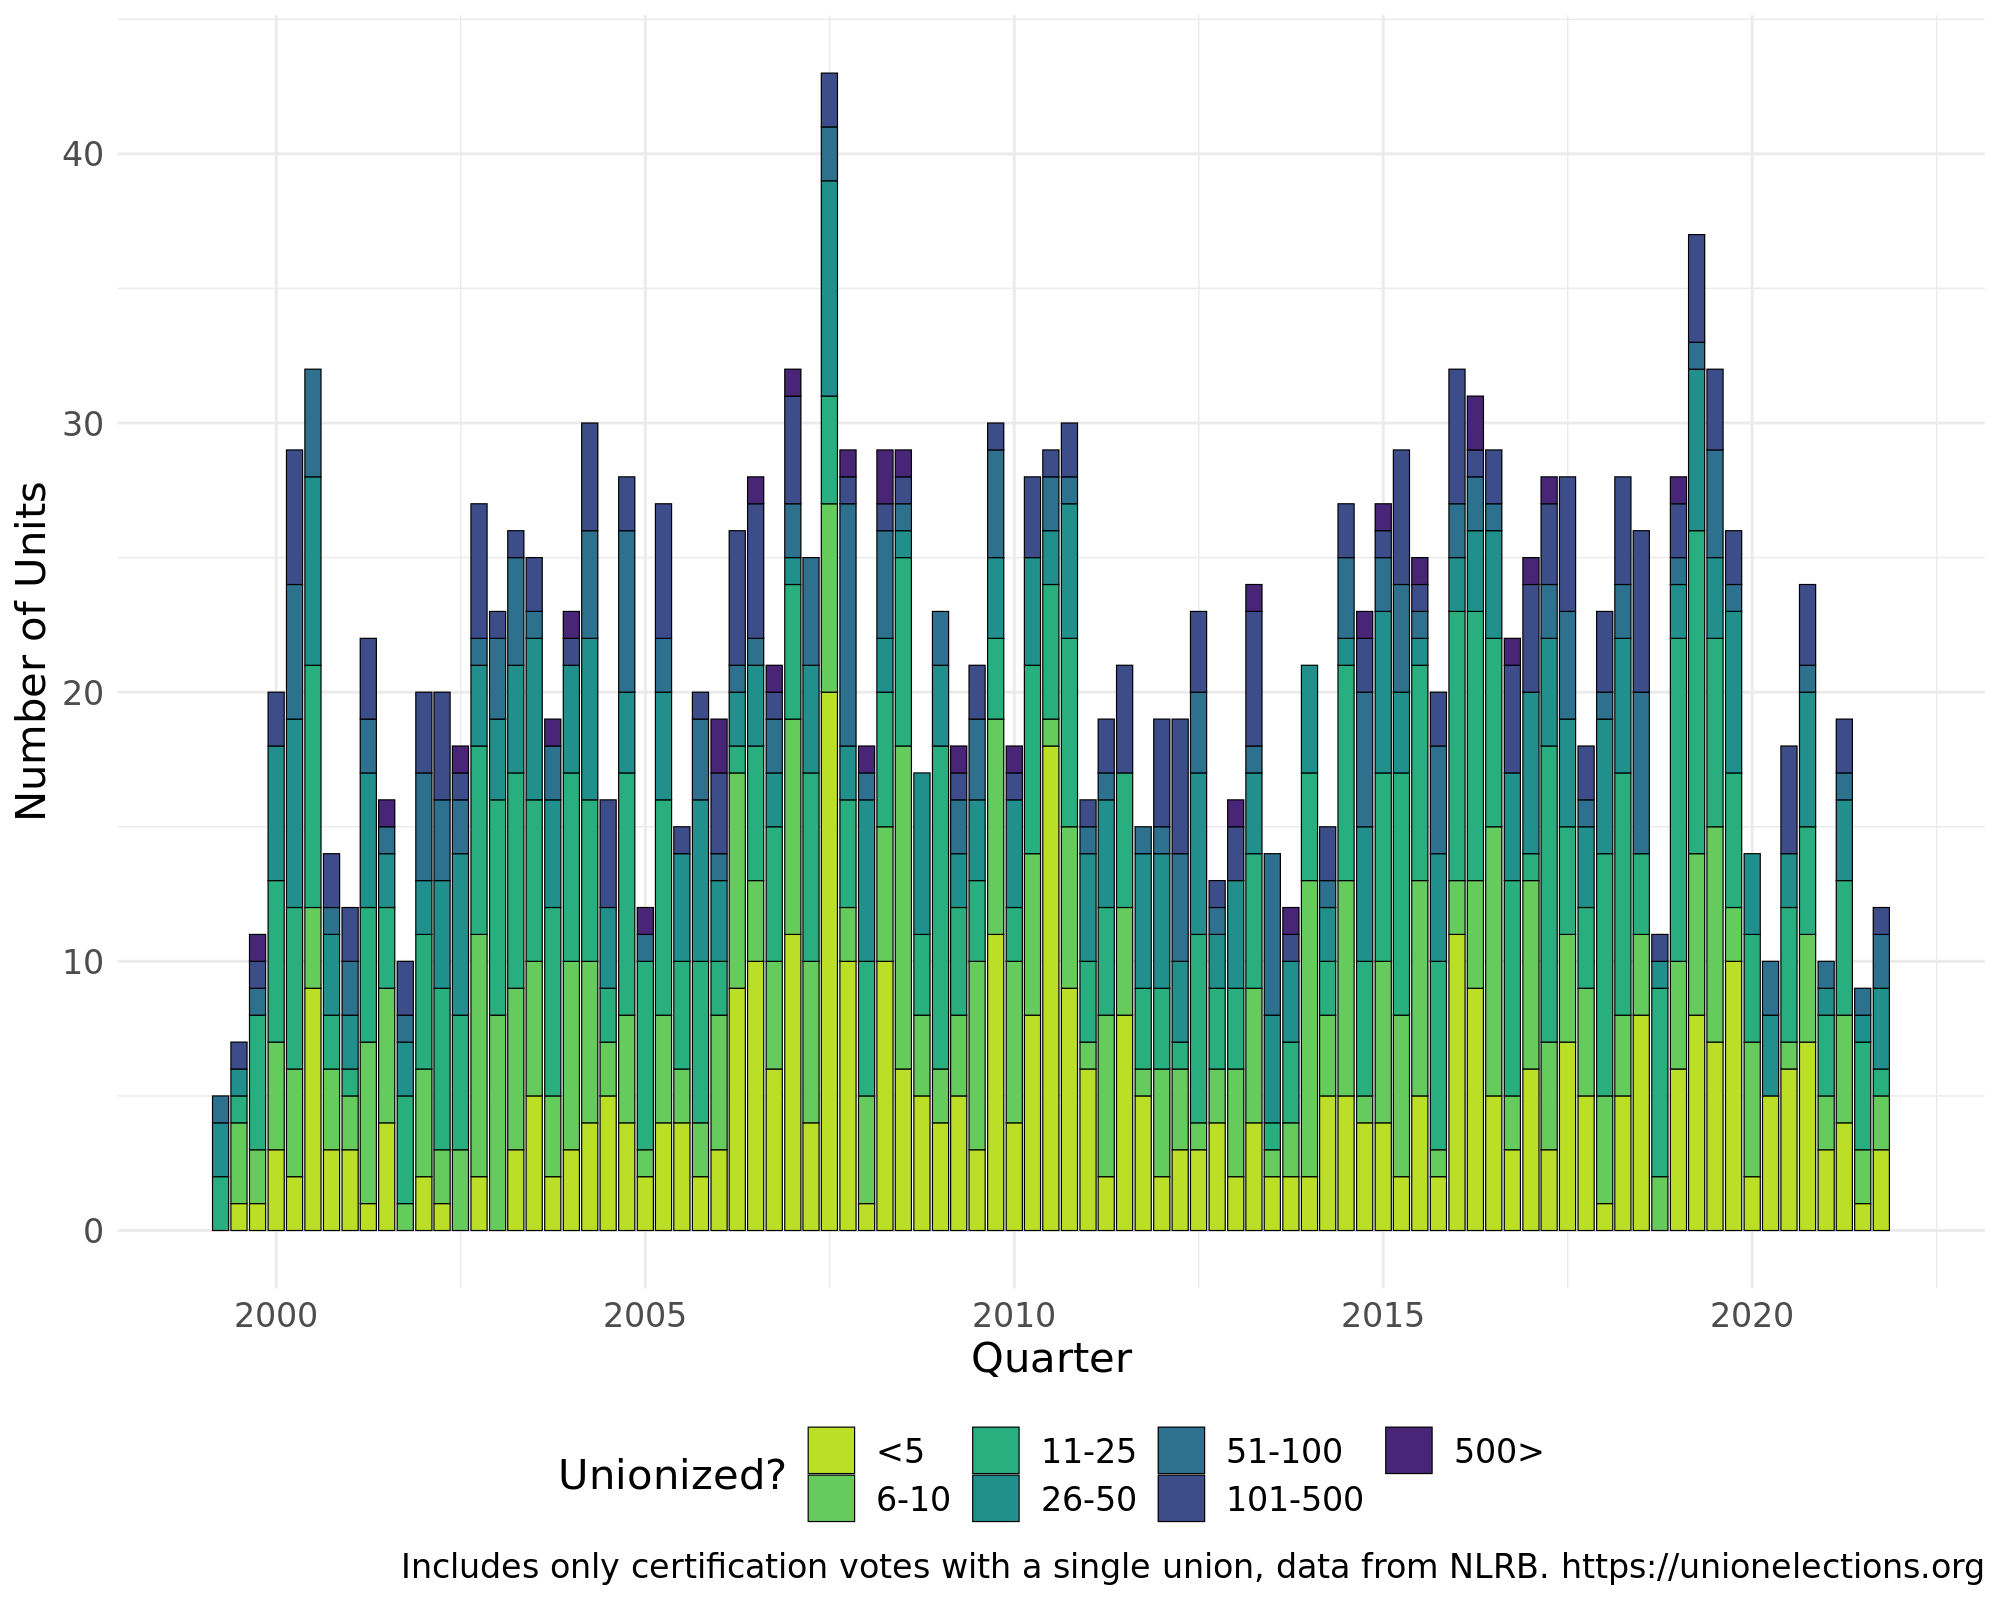 Number of Units
40
30
20
10
0
2000 2005 2010 2015 2020
Quarter
Unionized?
<5 11-25 51-100 500>
6-10 26-50 101-500
Includes only certification votes with a single union, data from NLRB. https://unionelections.org